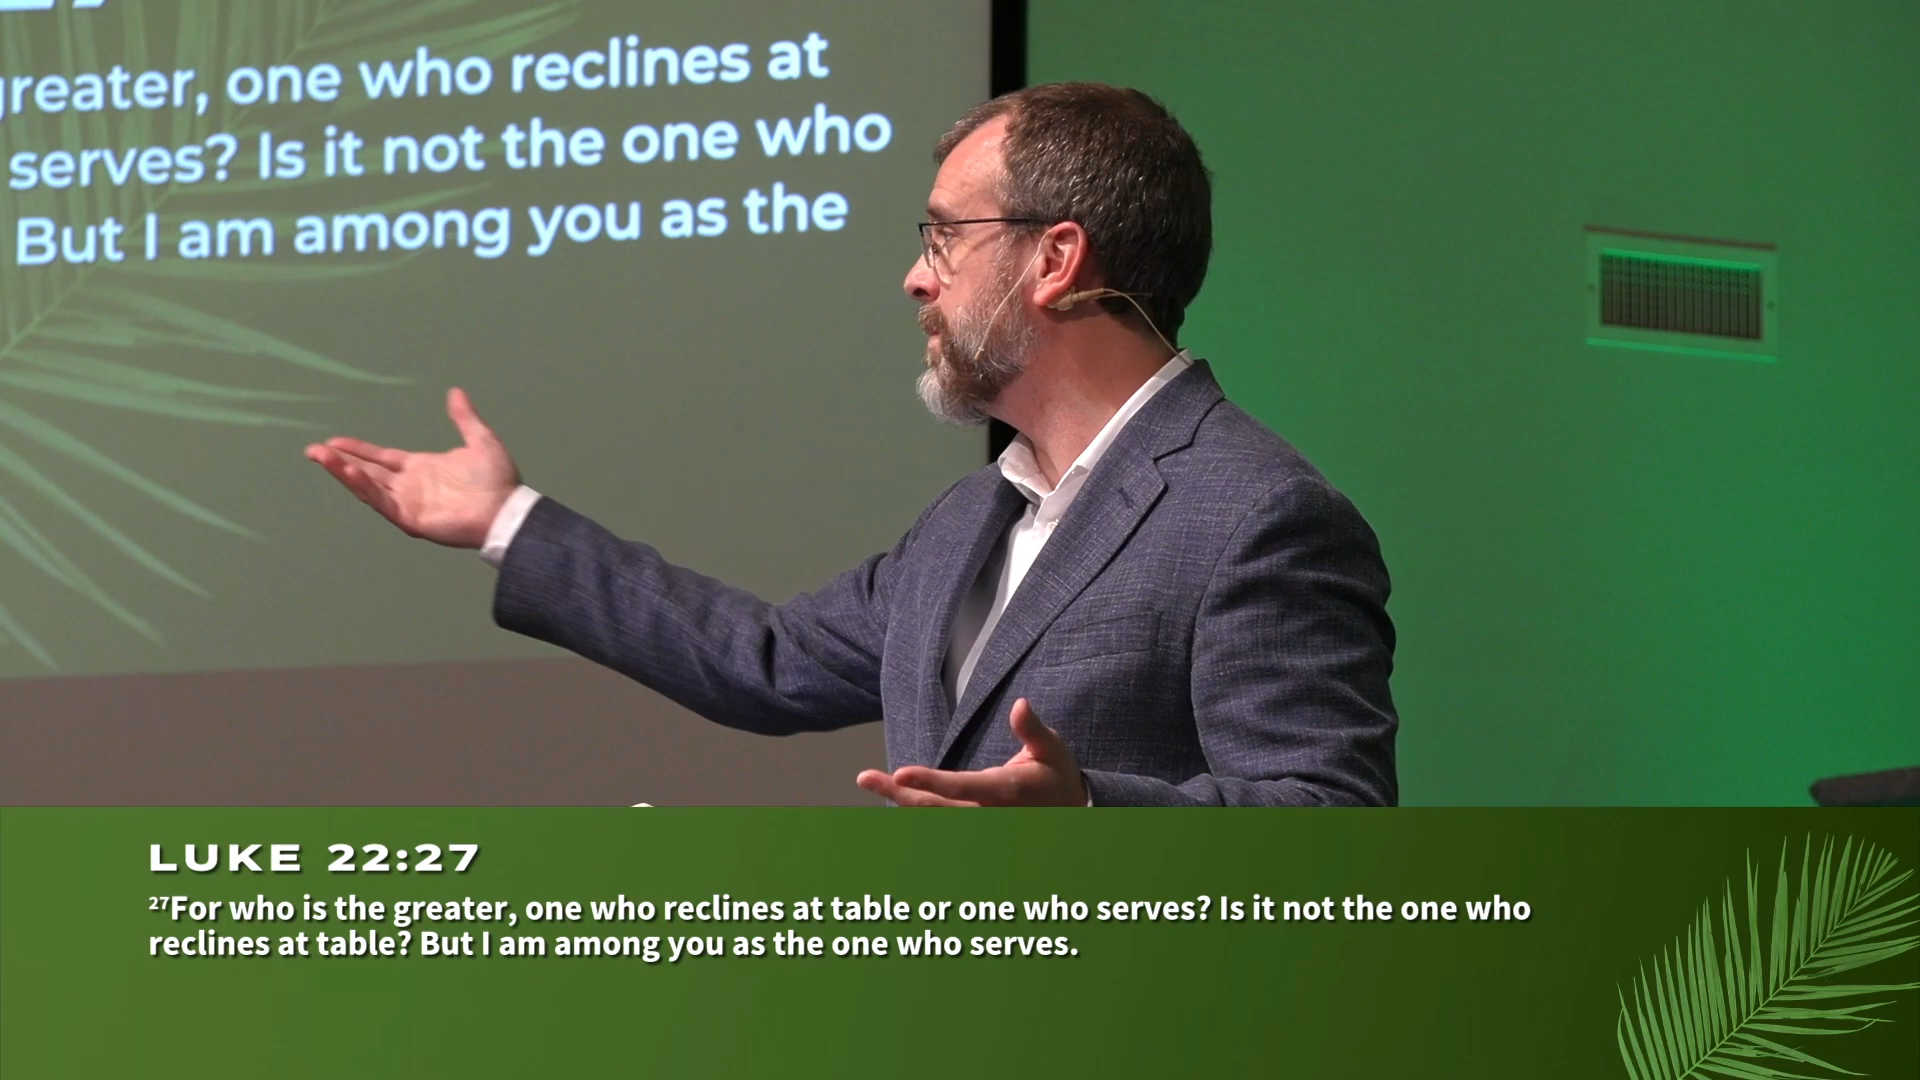 greater, one who reclines at
serves? Is it not the one who
But I am among you as the
LUKE 22:27
²⁷For who is the greater, one who reclines at table or one who serves? Is it not the one who
reclines at table? But I am among you as the one who serves.